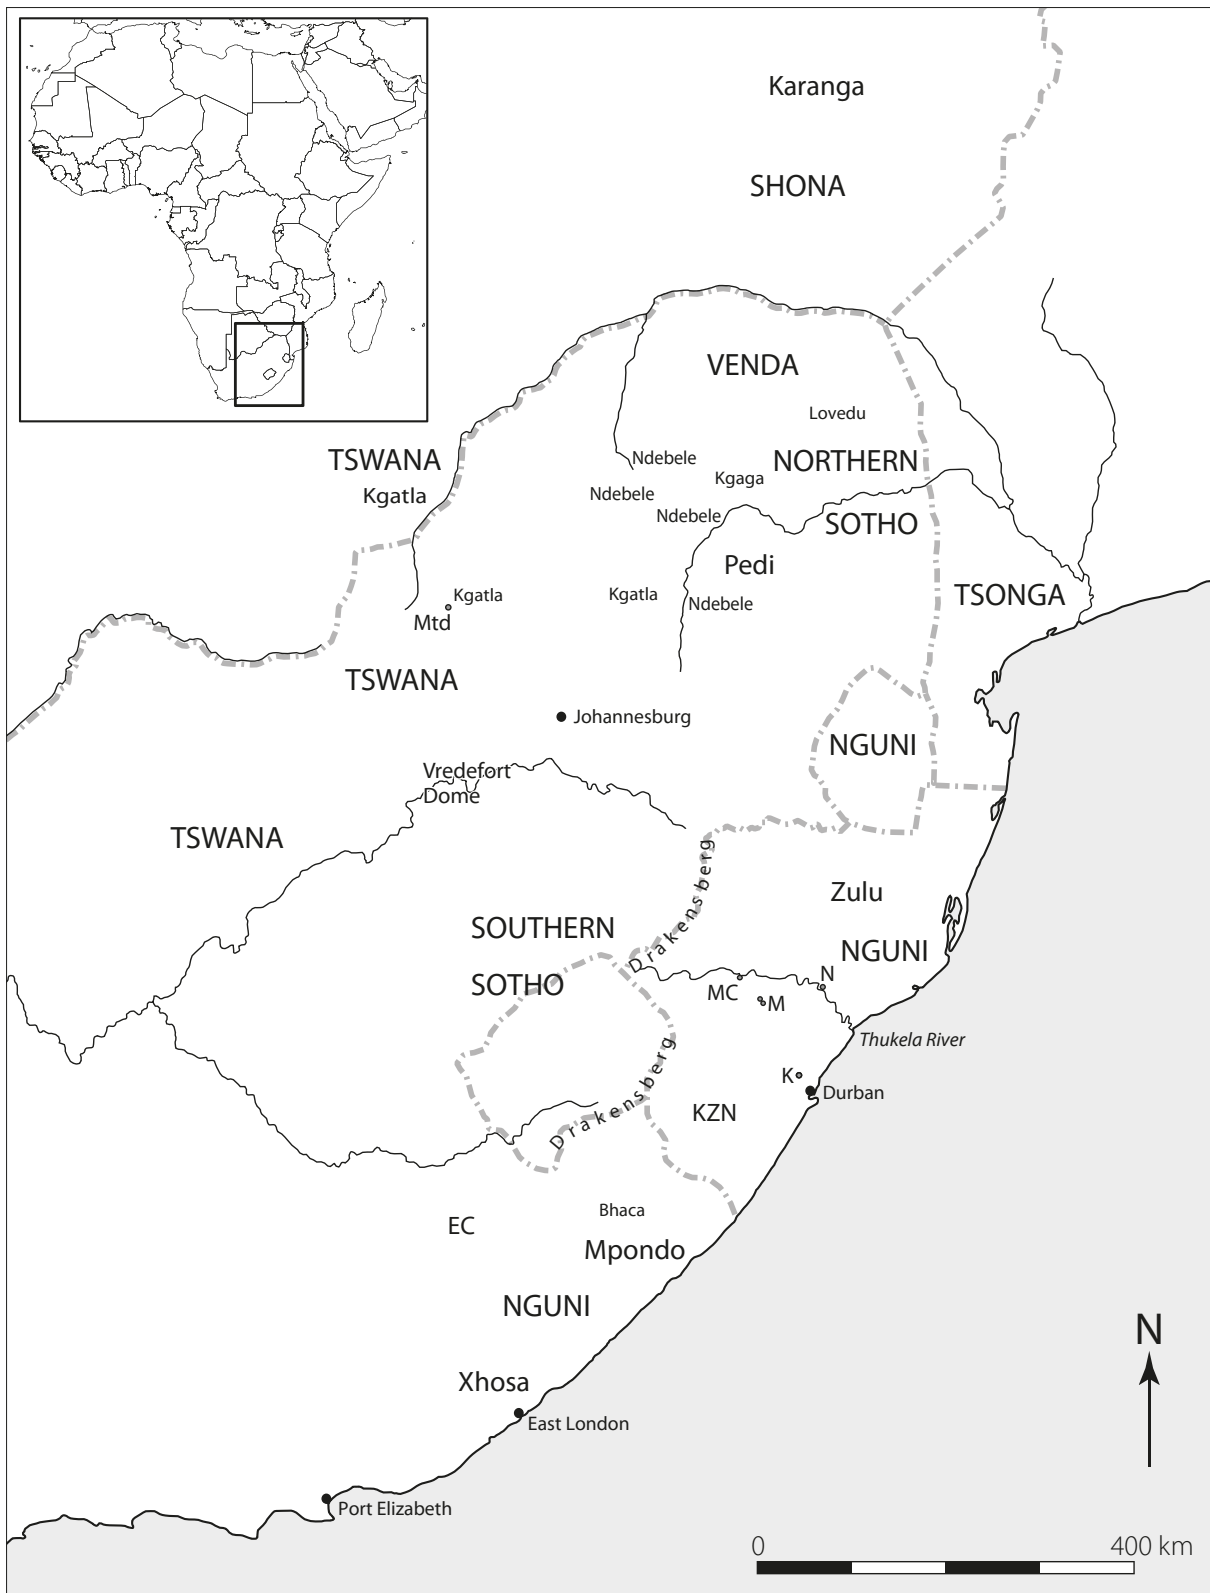 Karanga
SHONA
VENDA
Lovedu
TSWANA
Ndebele
NORTHERN
Kgaga
Kgatla
Ndebele
Ndebele
SOTHO
Pedi
Kgatla
Kgatla
Ndebele
TSONGA
Mtd
TSWANA
Johannesburg
NGUNI
Vredefort
Dome
TSWANA
Drakensberg
Zulu
SOUTHERN
NGUNI
SOTHO
MC
N
M
Thukela River
Drakensberg
K
Durban
KZN
Bhaca
EC
Mpondo
NGUNI
N
Xhosa
East London
Port Elizabeth
0
400 km